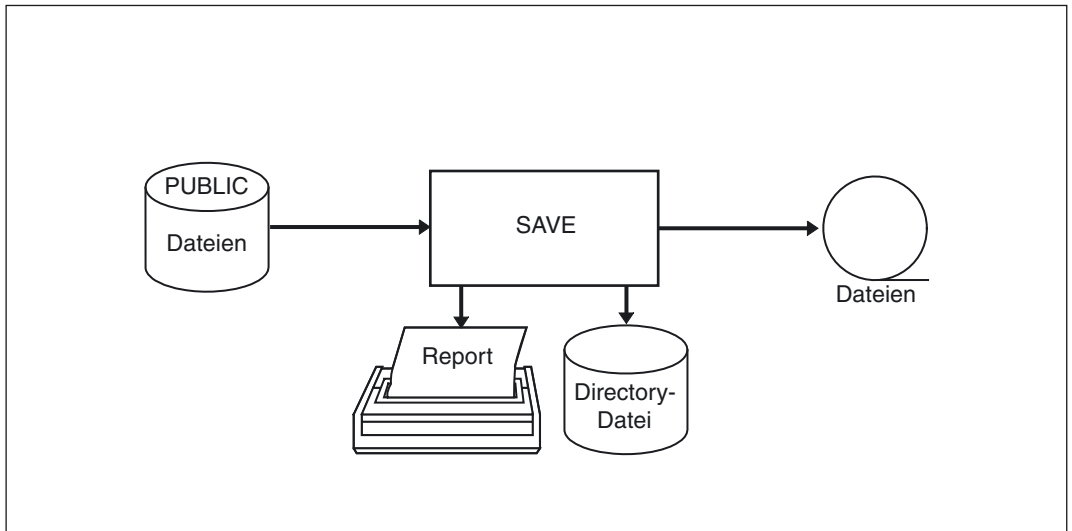 PUBLIC
Dateien
SAVE
Dateien
Report
Directory-
Datei